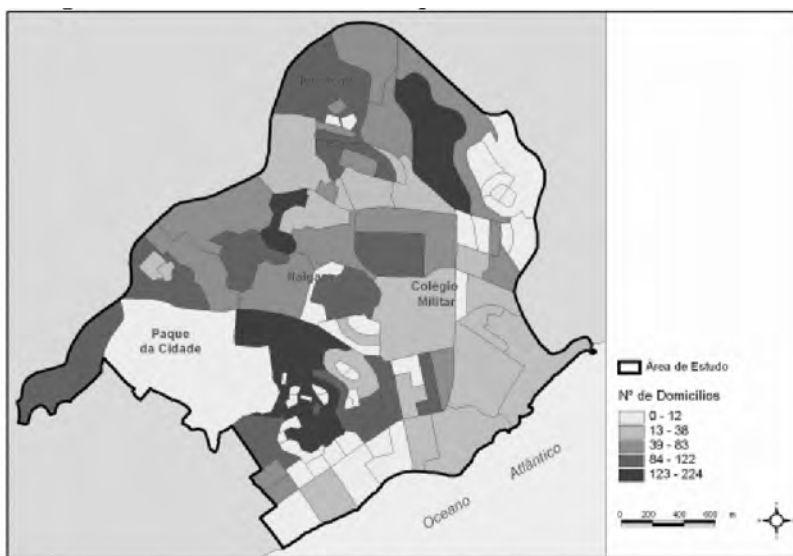 Paque
da Cidade
Colégio
Militar
Oceano
Atlântico
Área de Estudo
Nº de Domicílios
0 - 12
13 - 38
39 - 83
84 - 122
123 - 224
0 200 400 600 m